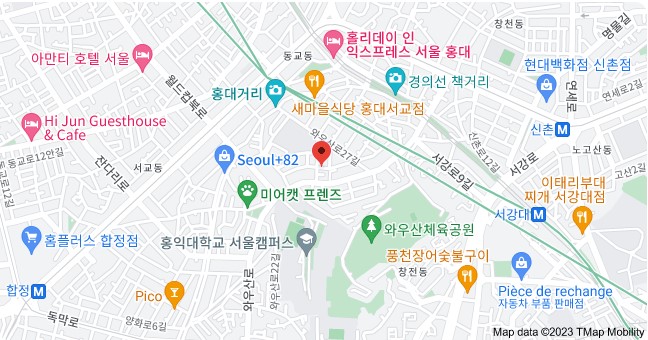 창천동
명물길
홀리데이 인
익스프레스 서울 홍대
동교동
아만티 호텔 서울
현대백화점 신촌점
월드컵북로
홍대거리
경의선 책거리
연세로
연세로2길
새마을식당 홍대서교점
Hi Jun Guesthouse
& Cafe
와우산로27길
신촌로12길
신촌
동교로12안길
서교동
Seoul+82
서강로
노고산동
고산2길
잔다리로
서강로9길
이태리부대
찌개 서강대점
미어캣 프렌즈
서강대
홈플러스 합정점
홍익대학교 서울캠퍼스
와우산체육공원
풍천장어숯불구이
창전동
합정
와우산로
와우산로22길
Pico
Pièce de rechange
자동차 부품 판매점
독막로
양화로6길
Map data ©2023 TMap Mobility